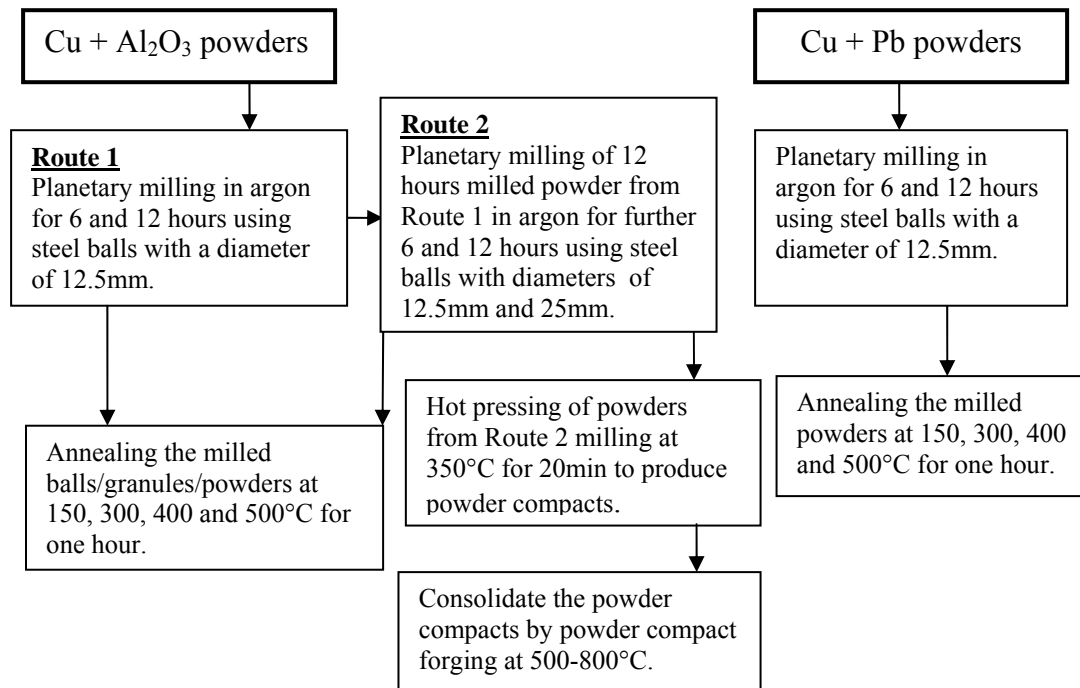 Cu + Al₂O₃ powders
Cu + Pb powders
Route 1
Planetary milling in argon
for 6 and 12 hours using
steel balls with a diameter
of 12.5mm.
Route 2
Planetary milling of 12
hours milled powder from
Route 1 in argon for further
6 and 12 hours using steel
balls with diameters of
12.5mm and 25mm.
Planetary milling in
argon for 6 and 12 hours
using steel balls with a
diameter of 12.5mm.
Annealing the milled
balls/granules/powders at
150, 300, 400 and 500°C for
one hour.
Hot pressing of powders
from Route 2 milling at
350°C for 20min to produce
powder compacts.
Annealing the milled
powders at 150, 300, 400
and 500°C for one hour.
Consolidate the powder
compacts by powder compact
forging at 500-800°C.